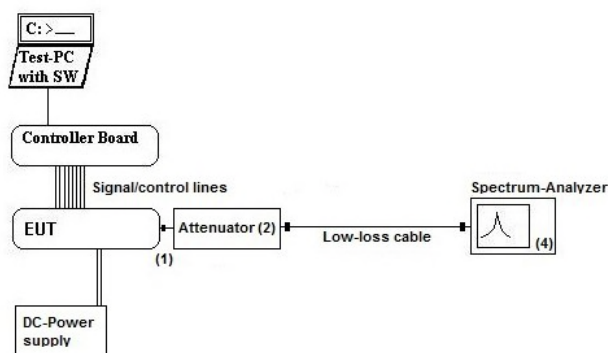 C: >__
Test-PC
with SW
Controller Board
Signal/control lines
Spectrum-Analyzer
EUT
Attenuator (2)
Low-loss cable
(4)
(1)
DC-Power
supply